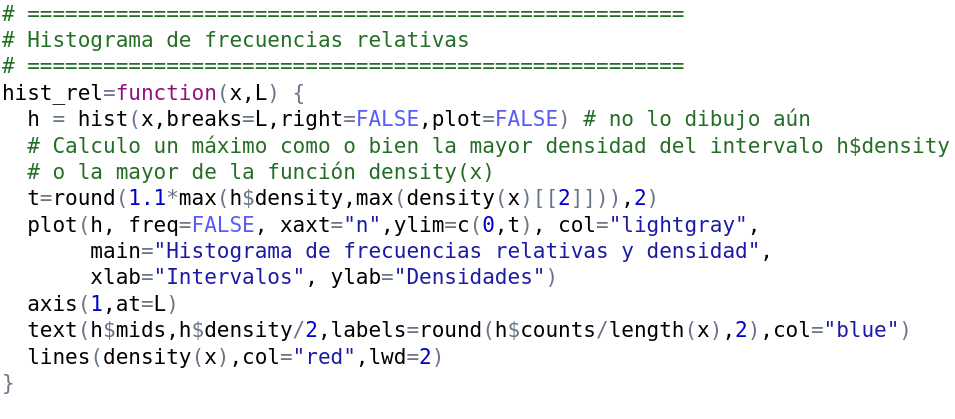 # ====================================================
# Histograma de frecuencias relativas
# ====================================================
hist_rel=function(x,L) {
  h = hist(x,breaks=L,right=FALSE,plot=FALSE) # no lo dibujo aún
  # Calculo un máximo como o bien la mayor densidad del intervalo h$density
  # o la mayor de la función density(x)
  t=round(1.1*max(h$density,max(density(x)[[2]])),2)
  plot(h, freq=FALSE, xaxt="n",ylim=c(0,t), col="lightgray",
       main="Histograma de frecuencias relativas y densidad",
       xlab="Intervalos", ylab="Densidades")
  axis(1,at=L)
  text(h$mids,h$density/2,labels=round(h$counts/length(x),2),col="blue")
  lines(density(x),col="red",lwd=2)
}